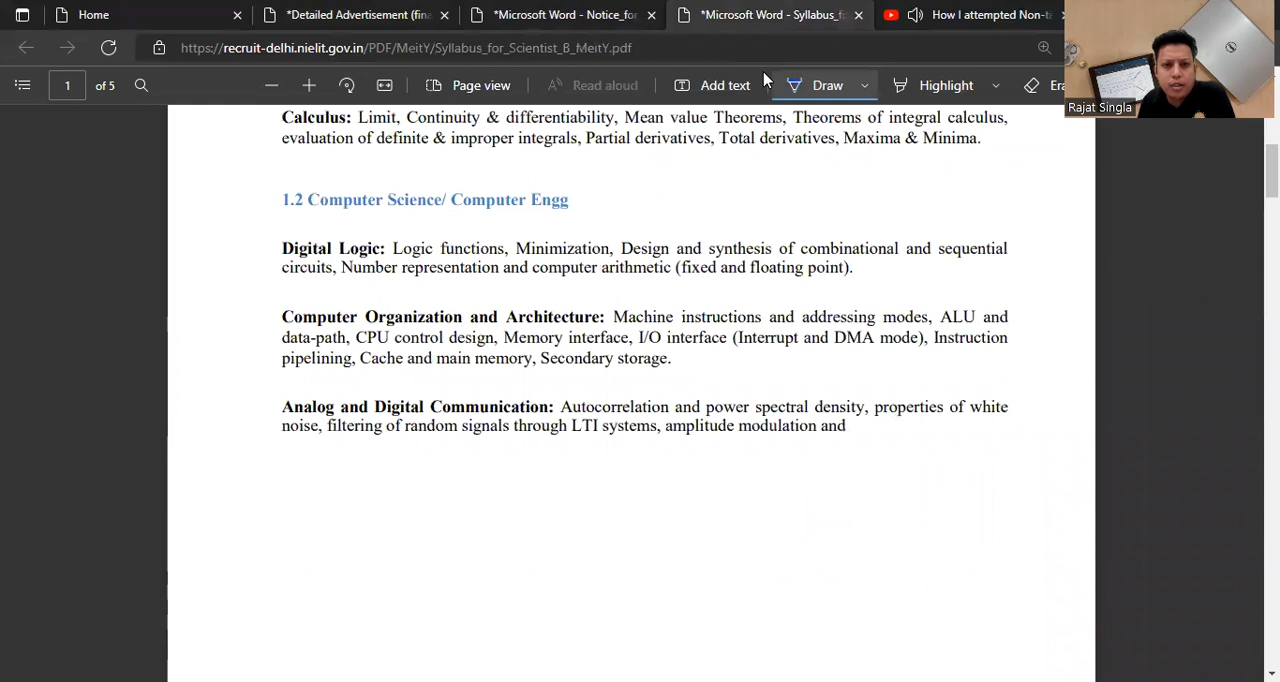 Home
*Detailed Advertisement (fina
*Microsoft Word - Notice_for
*Microsoft Word - Syllabus_fo
How I attempted Non-te
https://recruit-delhi.nielit.gov.in/PDF/MeitY/Syllabus_for_Scientist_B_MeitY.pdf
1 of 5
Page view
Read aloud
Add text
Draw
Highlight
Era
Rajat Singla
Calculus: Limit, Continuity & differentiability, Mean value Theorems, Theorems of integral calculus,
evaluation of definite & improper integrals, Partial derivatives, Total derivatives, Maxima & Minima.
1.2 Computer Science/ Computer Engg
Digital Logic: Logic functions, Minimization, Design and synthesis of combinational and sequential
circuits, Number representation and computer arithmetic (fixed and floating point).
Computer Organization and Architecture: Machine instructions and addressing modes, ALU and
data-path, CPU control design, Memory interface, I/O interface (Interrupt and DMA mode), Instruction
pipelining, Cache and main memory, Secondary storage.
Analog and Digital Communication: Autocorrelation and power spectral density, properties of white
noise, filtering of random signals through LTI systems, amplitude modulation and